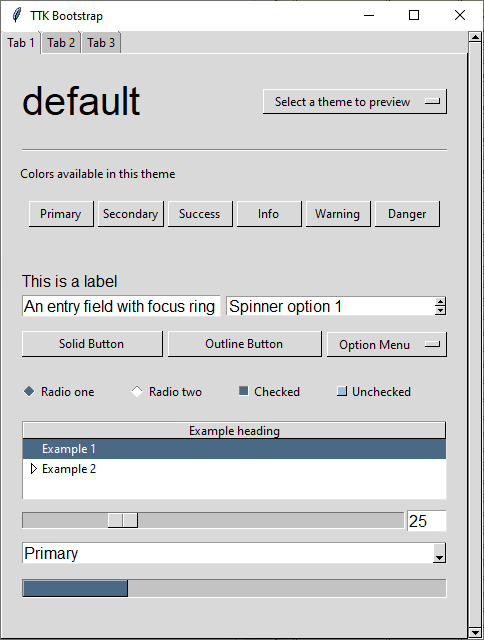 TTK Bootstrap
Tab 1 Tab 2 Tab 3
default
Select a theme to preview
Colors available in this theme
Primary Secondary Success Info Warning Danger
This is a label
An entry field with focus ring Spinner option 1
Solid Button Outline Button Option Menu
Radio one Radio two Checked Unchecked
Example heading
Example 1
Example 2
25
Primary